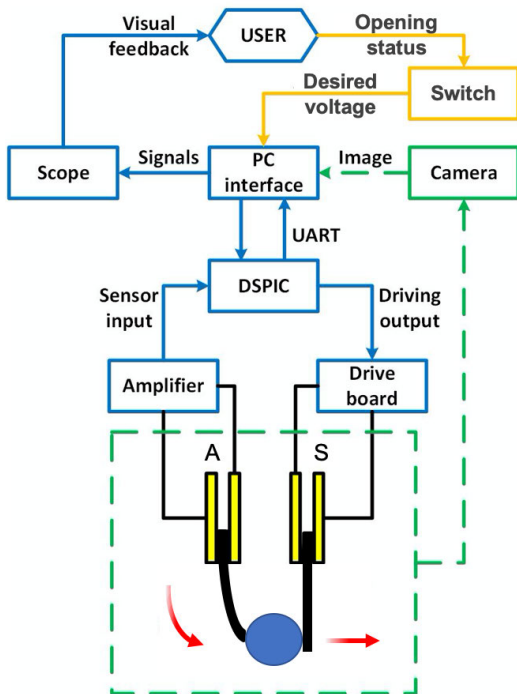 Visual
feedback
USER
Opening
status
Desired
voltage
Switch
Scope
Signals
PC
interface
Image
Camera
UART
Sensor
input
DSPIC
Driving
output
Amplifier
Drive
board
A
S